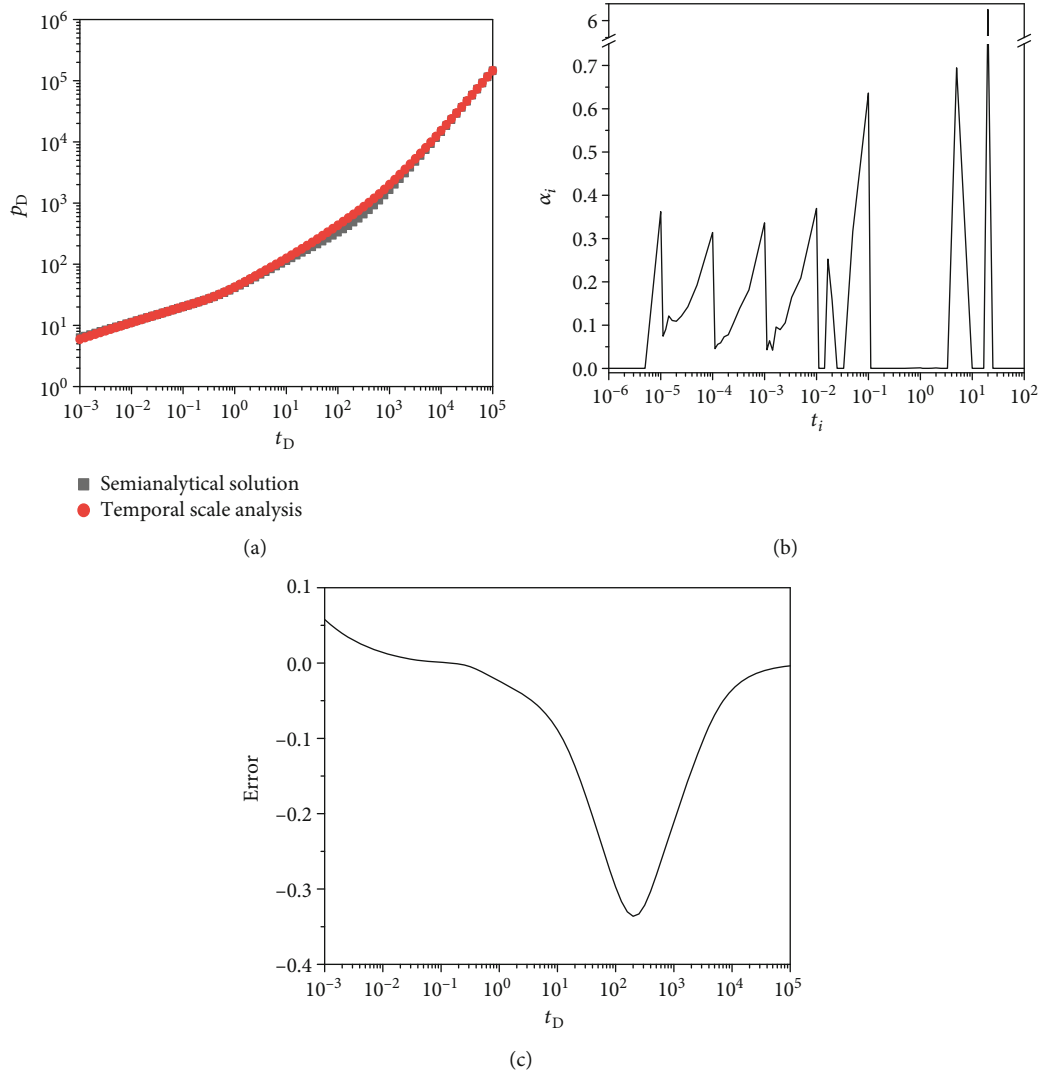 10^6
10^5
10^4
10^3
10^2
10^1
10^0
p_D
10^−3 10^−2 10^−1 10^0 10^1 10^2 10^3 10^4 10^5
t_D
Semianalytical solution
Temporal scale analysis
(a)
6
0.7
0.6
0.5
0.4
0.3
0.2
0.1
0.0
α_i
10^−6 10^−5 10^−4 10^−3 10^−2 10^−1 10^0 10^1 10^2
t_i
(b)
0.1
0.0
−0.1
−0.2
−0.3
−0.4
Error
10^−3 10^−2 10^−1 10^0 10^1 10^2 10^3 10^4 10^5
t_D
(c)